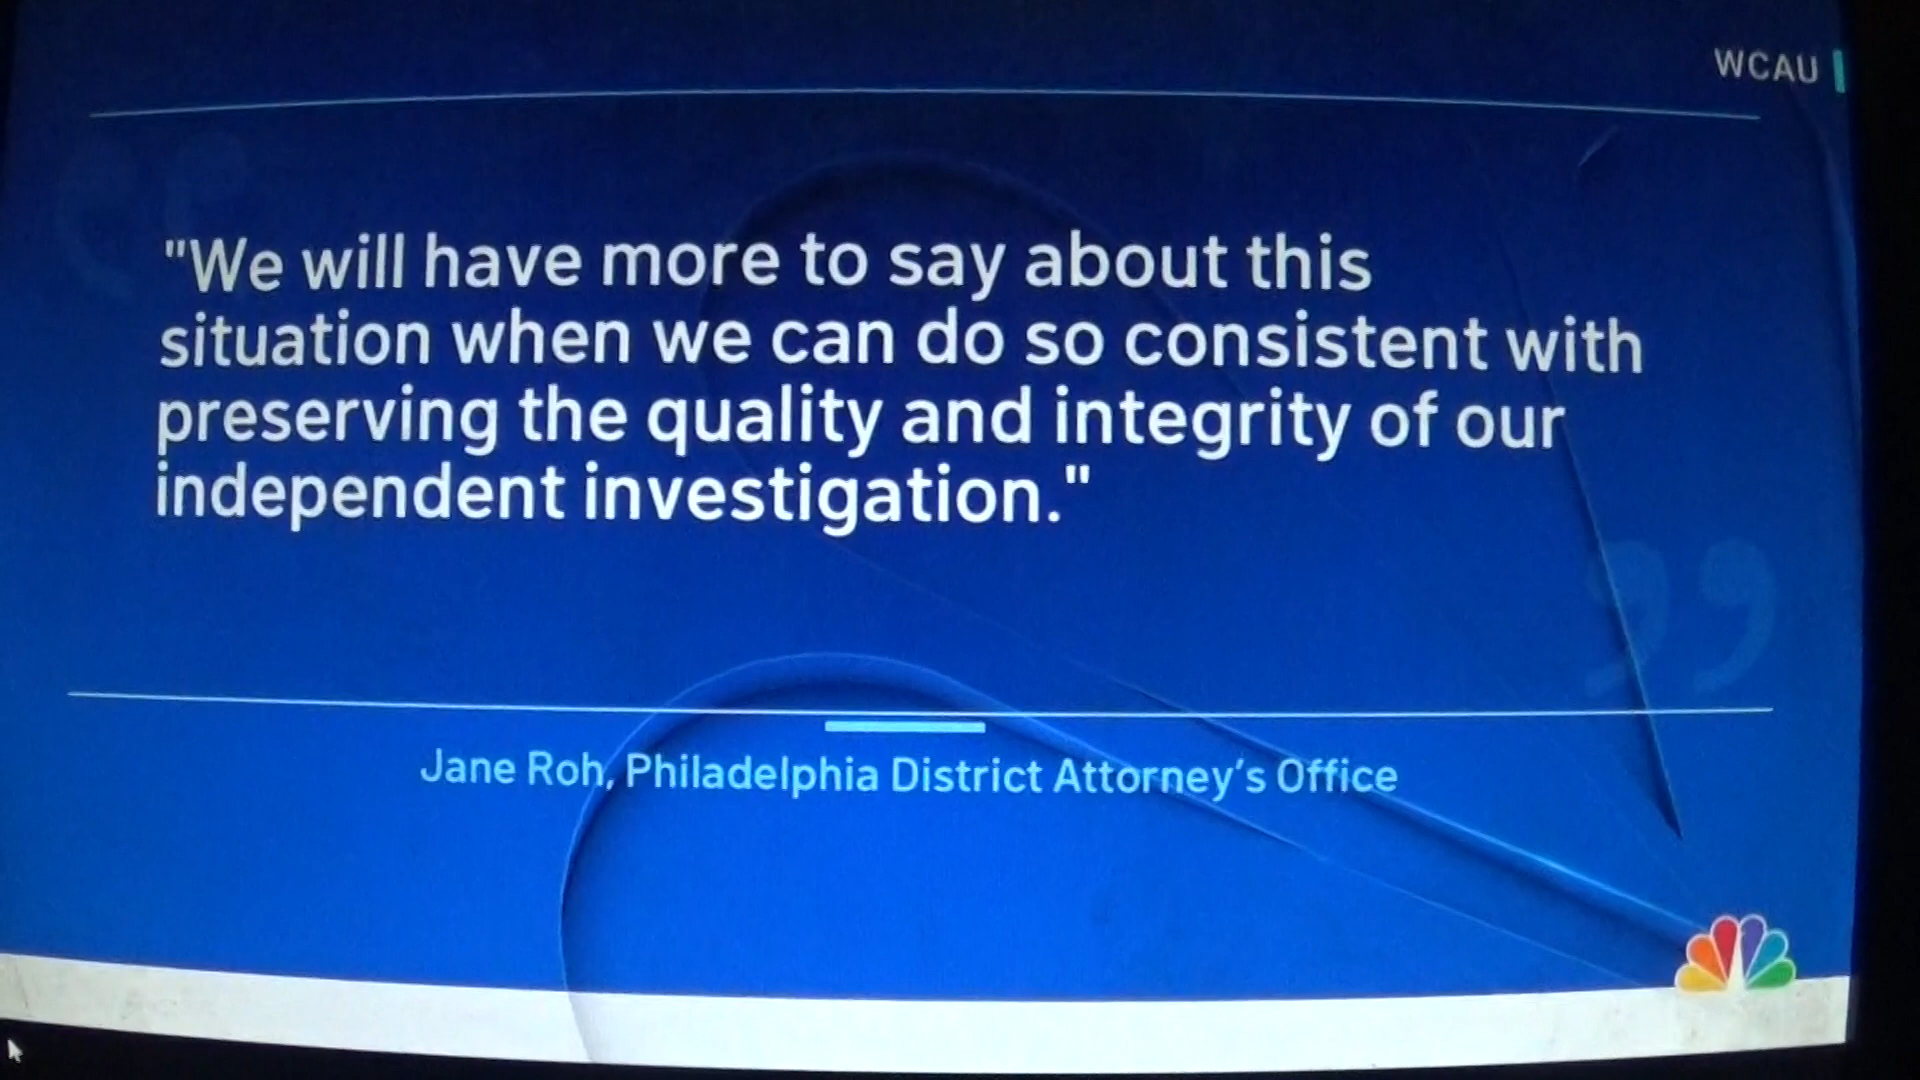 WCAU
"We will have more to say about this
situation when we can do so consistent with
preserving the quality and integrity of our
independent investigation."
Jane Roh, Philadelphia District Attorney's Office